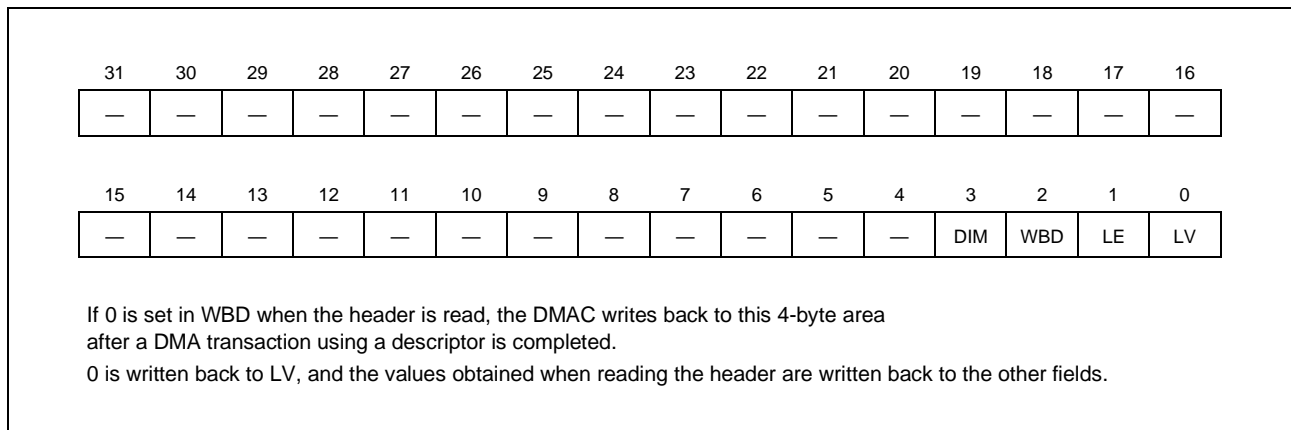 31 30 29 28 27 26 25 24 23 22 21 20 19 18 17 16
— — — — — — — — — — — — — — — —
15 14 13 12 11 10 9 8 7 6 5 4 3 2 1 0
— — — — — — — — — — — — DIM WBD LE LV
If 0 is set in WBD when the header is read, the DMAC writes back to this 4-byte area
after a DMA transaction using a descriptor is completed.
0 is written back to LV, and the values obtained when reading the header are written back to the other fields.